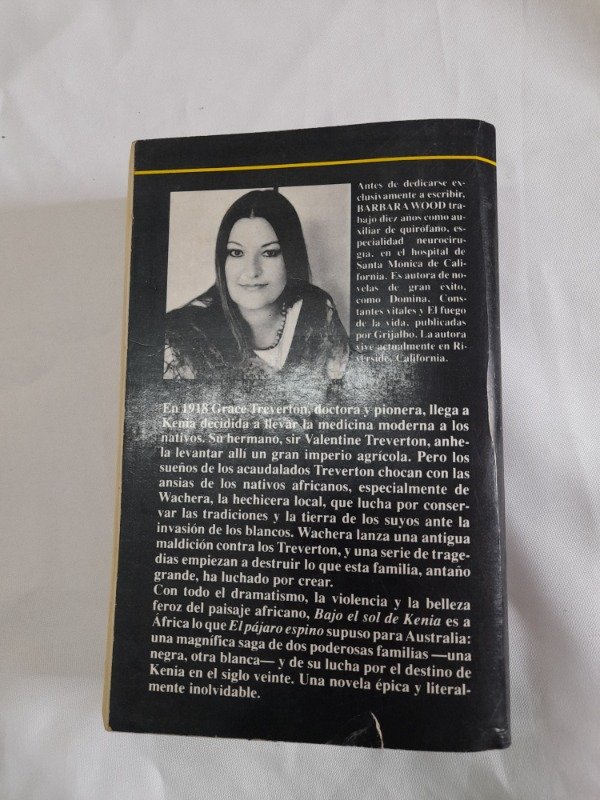 Antes de dedicarse ex-
clusivamente a escribir,
BARBARA WOOD tra-
bajo diez años como au-
xiliar de quirofano, es-
pecialidad neurociru-
gia, en el hospital de
Santa Monica de Cali-
fornia. Es autora de no-
velas de gran exito,
como Domina, Cons-
tantes vitales y El fuego
de la vida, publicadas
por Grijalbo. La autora
vive actualmente en Ri-
verside, California.
En 1918 Grace Treverton, doctora y pionera, llega a
Kenia decidida a llevar la medicina moderna a los
nativos. Su hermano, sir Valentine Treverton, anhe-
la levantar allí un gran imperio agrícola. Pero los
sueños de los acaudalados Treverton chocan con las
ansias de los nativos africanos, especialmente de
Wachera, la hechicera local, que lucha por conser-
var las tradiciones y la tierra de los suyos ante la
invasión de los blancos. Wachera lanza una antigua
maldición contra los Treverton, y una serie de trage-
dias empiezan a destruir lo que esta familia, antaño
grande, ha luchado por crear.
Con todo el dramatismo, la violencia y la belleza
feroz del paisaje africano, Bajo el sol de Kenia es a
África lo que El pájaro espino supuso para Australia:
una magnífica saga de dos poderosas familias —una
negra, otra blanca— y de su lucha por el destino de
Kenia en el siglo veinte. Una novela épica y literal-
mente inolvidable.